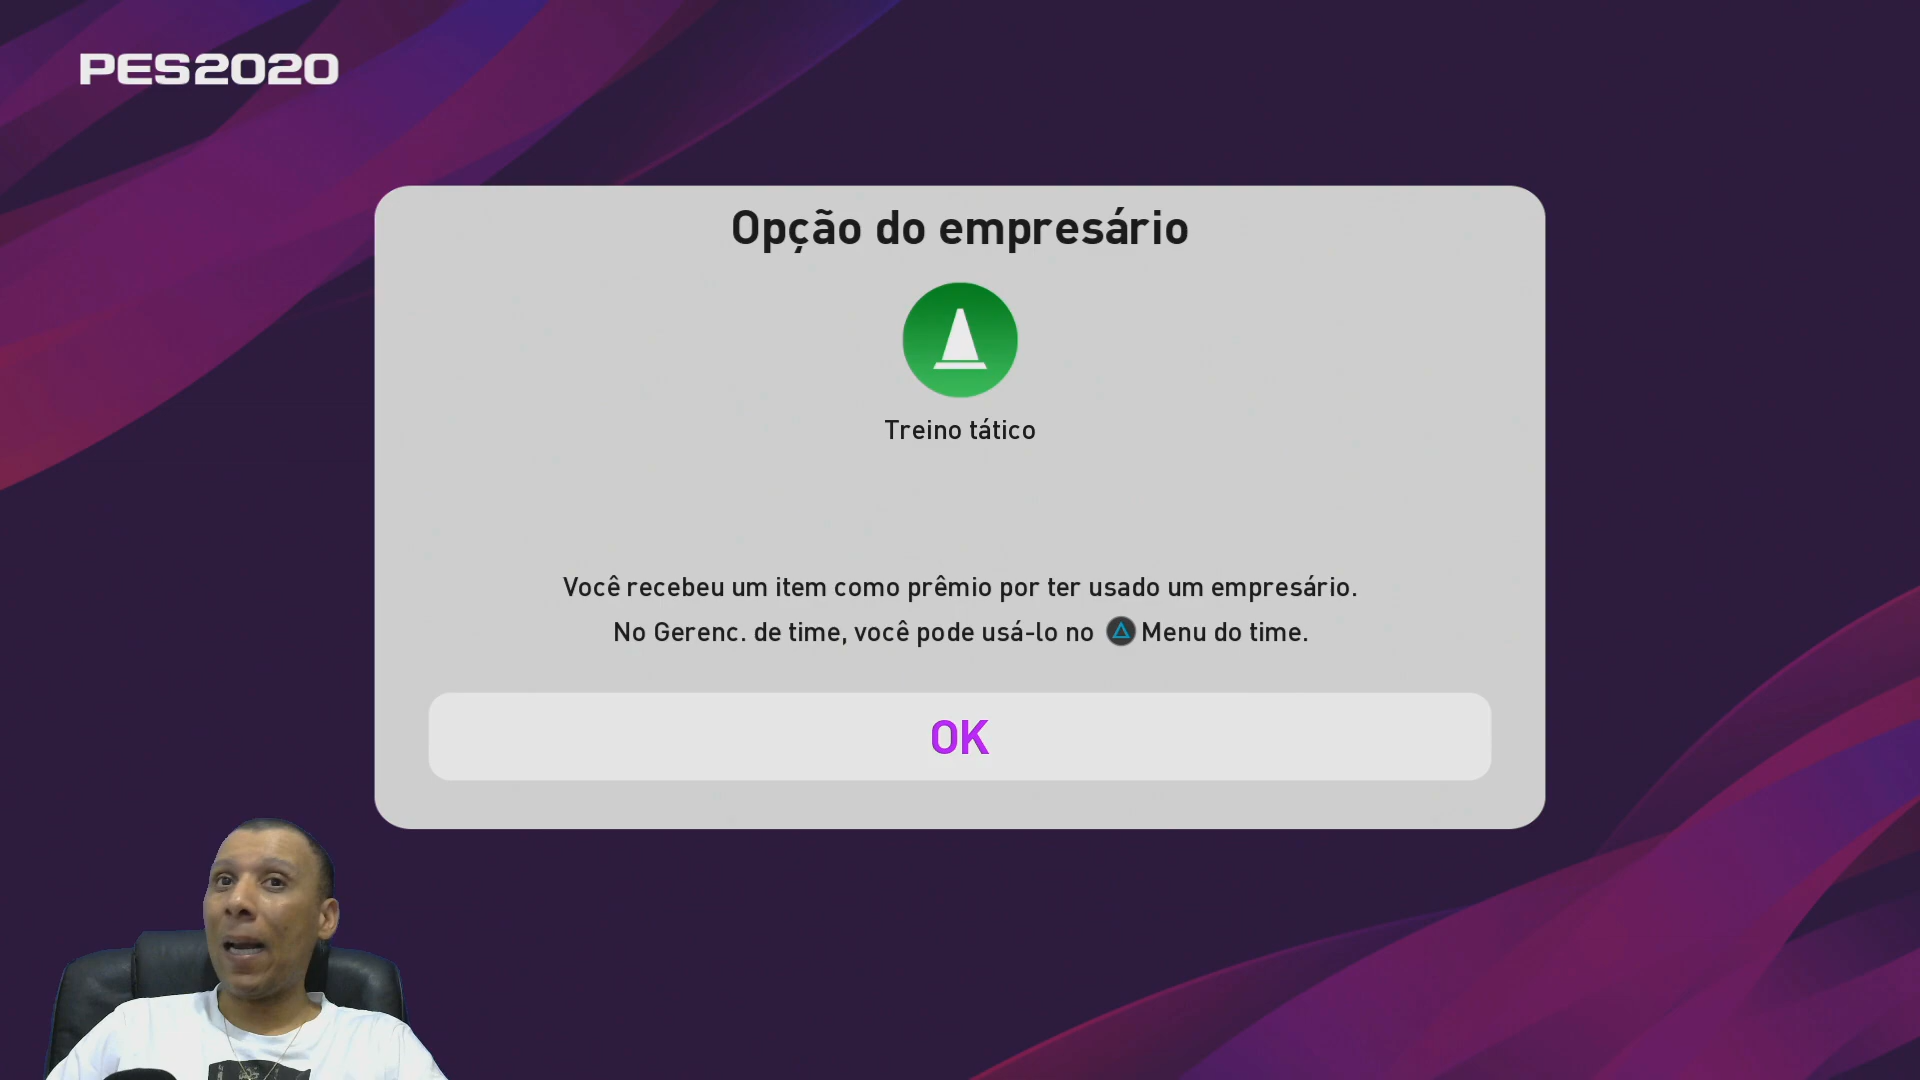 PES2020
Opção do empresário
Treino tático
Você recebeu um item como prêmio por ter usado um empresário.
No Gerenc. de time, você pode usá-lo no Menu do time.
OK